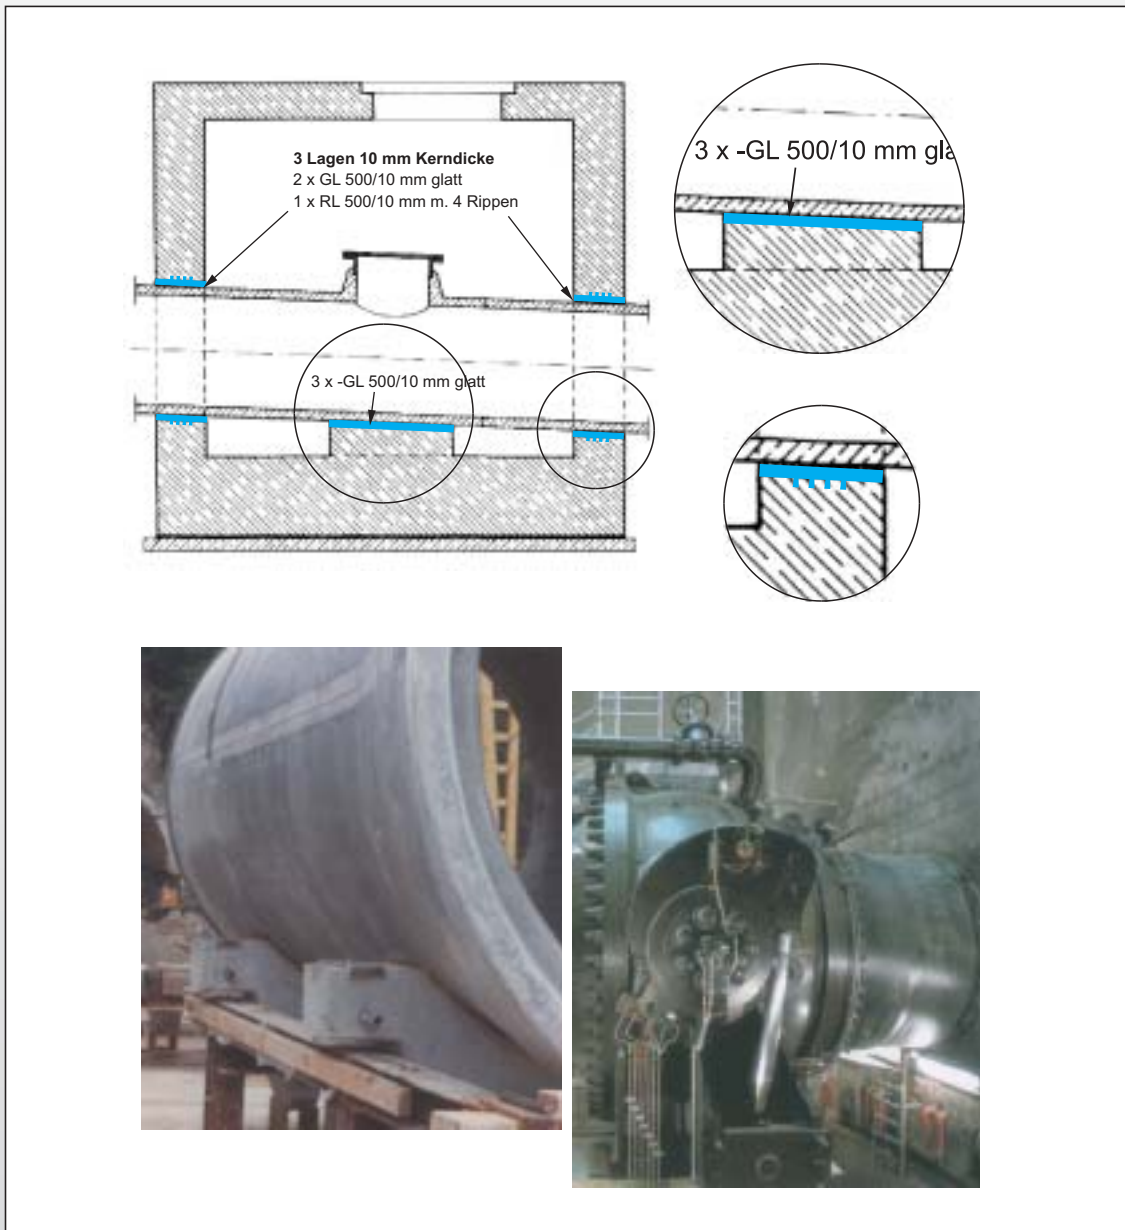 3 Lagen 10 mm Kerndicke
2 x GL 500/10 mm glatt
1 x RL 500/10 mm m. 4 Rippen
3 x -GL 500/10 mm glatt
3 x -GL 500/10 mm gla